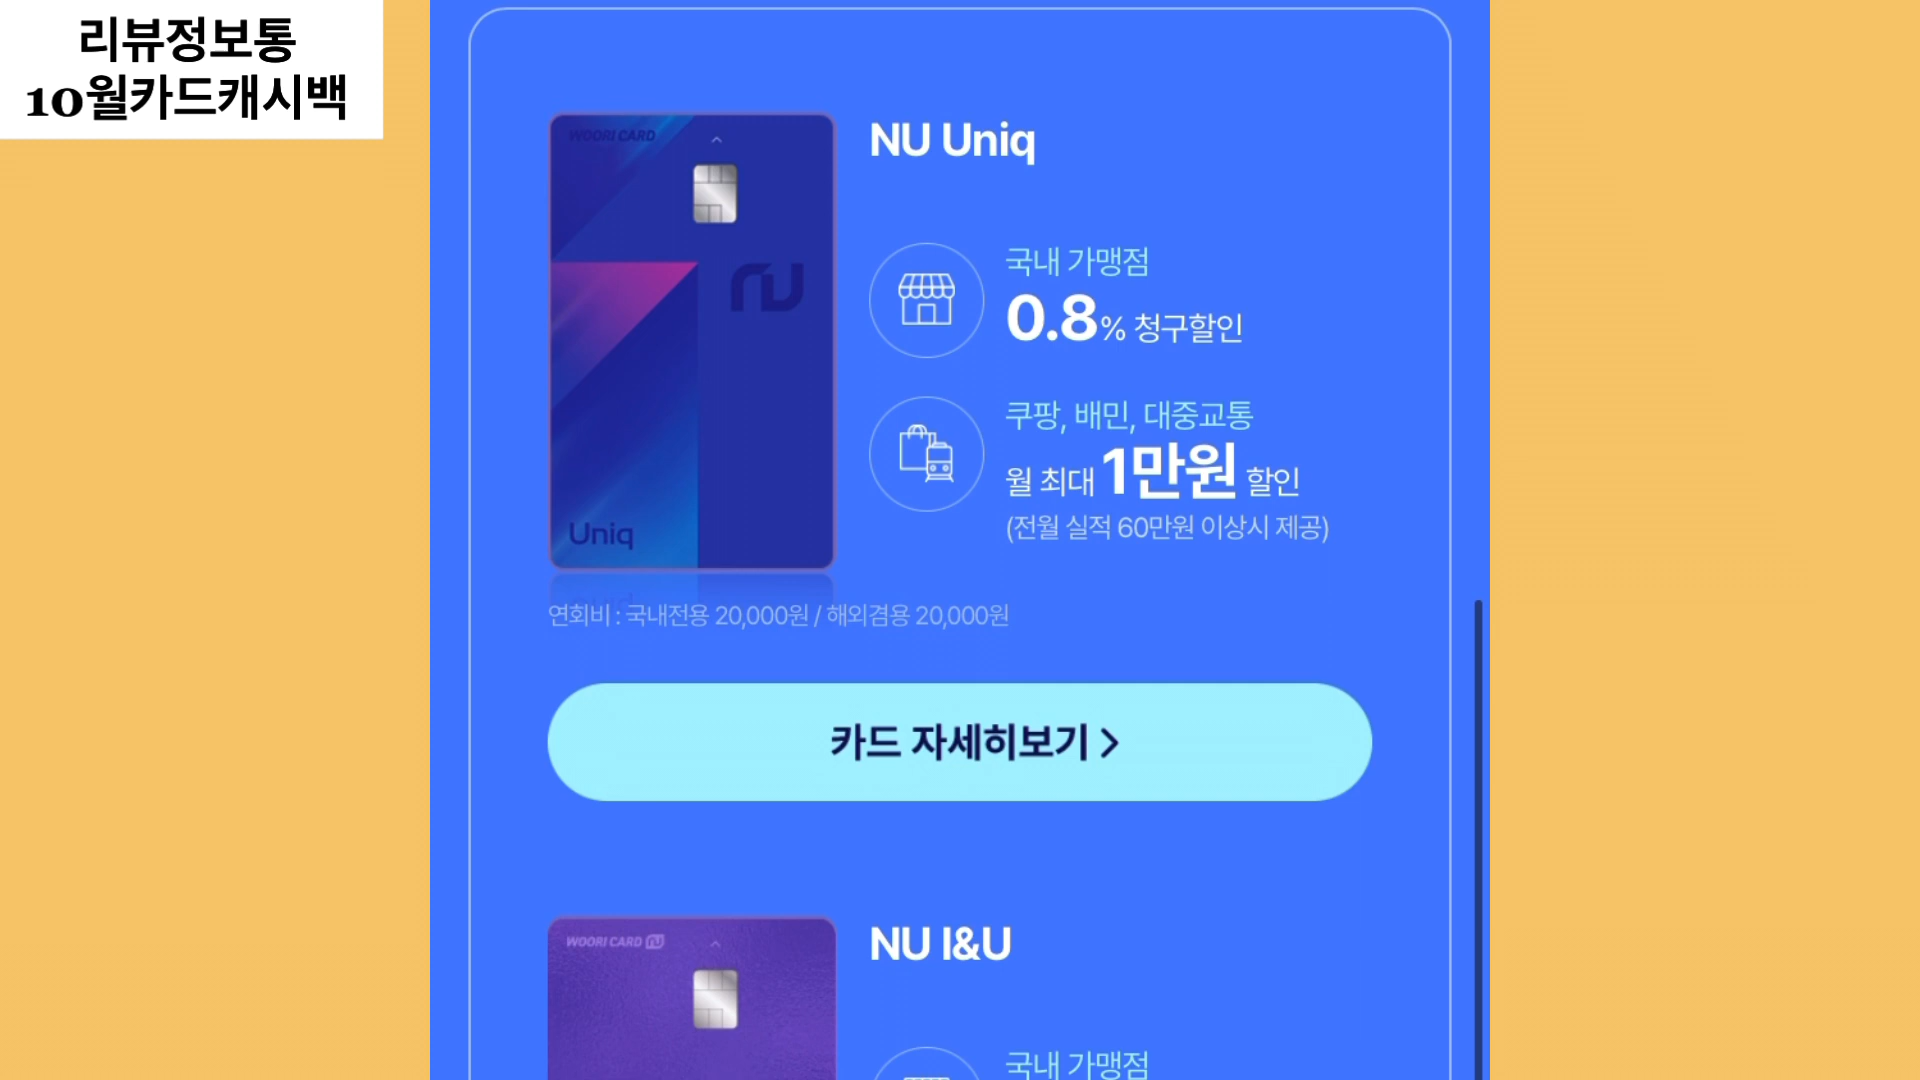 리뷰정보통
10월카드캐시백
WOORI CARD
nu
Uniq
NU Uniq
국내 가맹점
0.8% 청구할인
쿠팡, 배민, 대중교통
월 최대 1만원 할인
(전월 실적 60만원 이상시 제공)
연회비 : 국내전용 20,000원 / 해외겸용 20,000원
카드 자세히보기 >
WOORI CARD nu
NU I&U
국내 가맹점